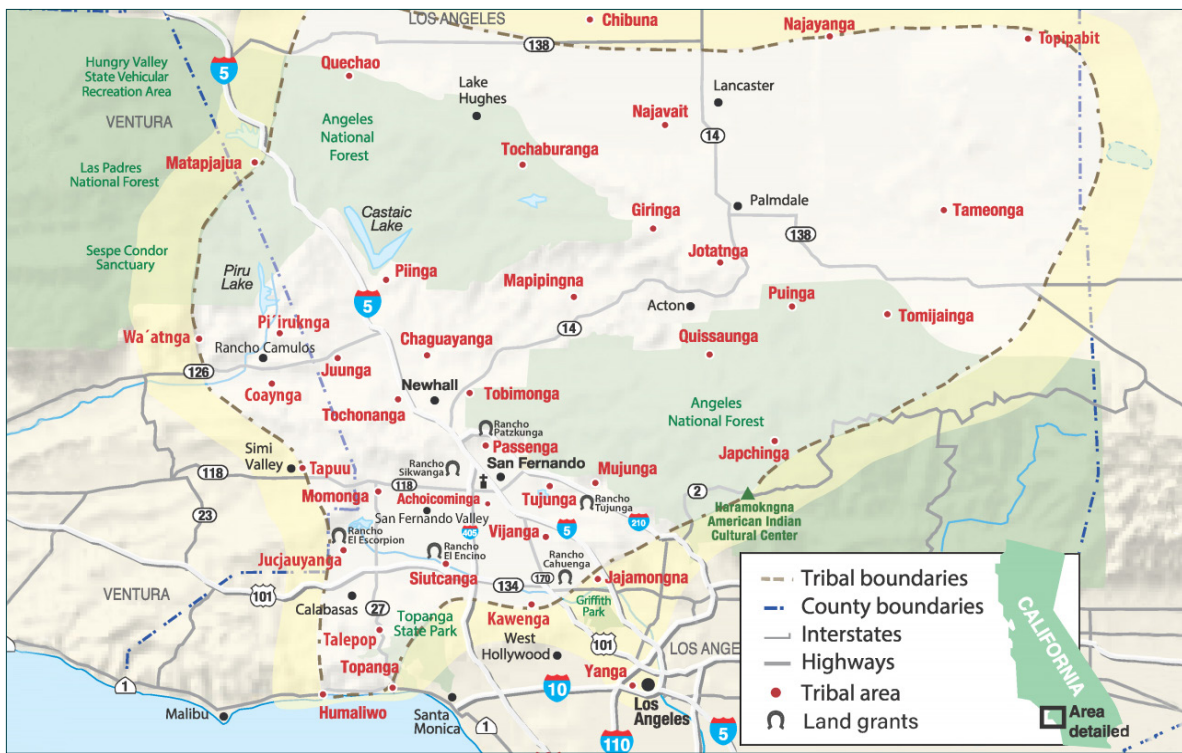 LOS ANGELES
Chibuna
Najayanga
Topipabit
138
5
Hungry Valley
State Vehicular
Recreation Area
Quechao
Lake
Hughes
Lancaster
VENTURA
Angeles
National
Forest
Najavait
14
Matapjajua
Las Padres
National Forest
Tochaburanga
Castaic
Lake
Giringa
Palmdale
Tameonga
138
Sespe Condor
Sanctuary
Piru
Lake
Piinga
Jotatnga
Mapipingna
5
Acton
Puinga
Tomijainga
Wa´atnga
Pi´iruknga
Rancho Camulos
14
Chaguayanga
Quissaunga
126
Juunga
Coaynga
Newhall
Tobimonga
Tochonanga
Angeles
National Forest
Rancho
Patzkunga
Passenga
Japchinga
Simi
Valley
118
Tapuu
Rancho
Sikwanga
San Fernando
Mujunga
Momonga
118
Achoicominga
Tujunga
Rancho
Tujunga
2
23
San Fernando Valley
405
Vijanga
5
210
Haramokngna
American Indian
Cultural Center
Rancho
El Escorpion
Rancho
El Encino
Rancho
Cahuenga
Jucjauyanga
Siutcanga
134
170
Jajamongna
101
VENTURA
Calabasas
27
Topanga
State Park
Kawenga
Griffith
Park
Talepop
West
Hollywood
101
LOS ANGE
Topanga
Yanga
10
1
Malibu
Humaliwo
Santa
Monica
1
Los
Angeles
110
5
Tribal boundaries
County boundaries
Interstates
Highways
Tribal area
Land grants
CALIFORNIA
Area
detailed